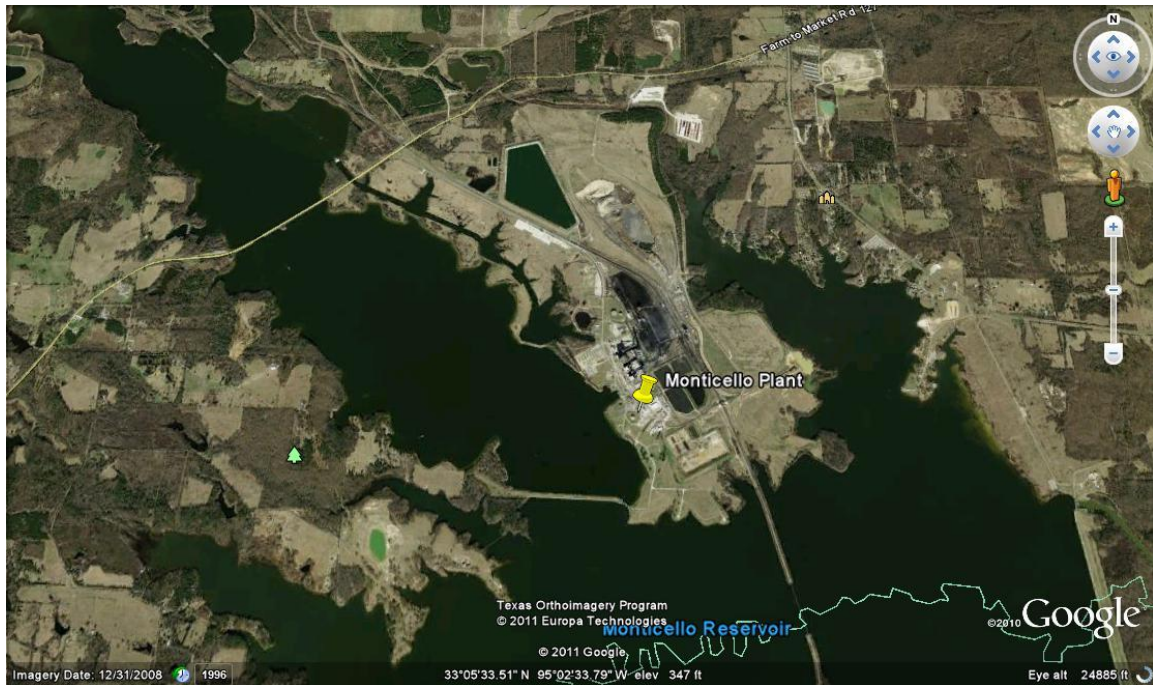 N
Farm to Market Rd 127
Monticello Plant
Texas Orthoimagery Program
© 2011 Europa Technologies
Monticello Reservoir
©2010 Google
© 2011 Google
Imagery Date: 12/31/2008
1996
33°05'33.51" N 95°02'33.79" W elev 347 ft
Eye alt 24885 ft